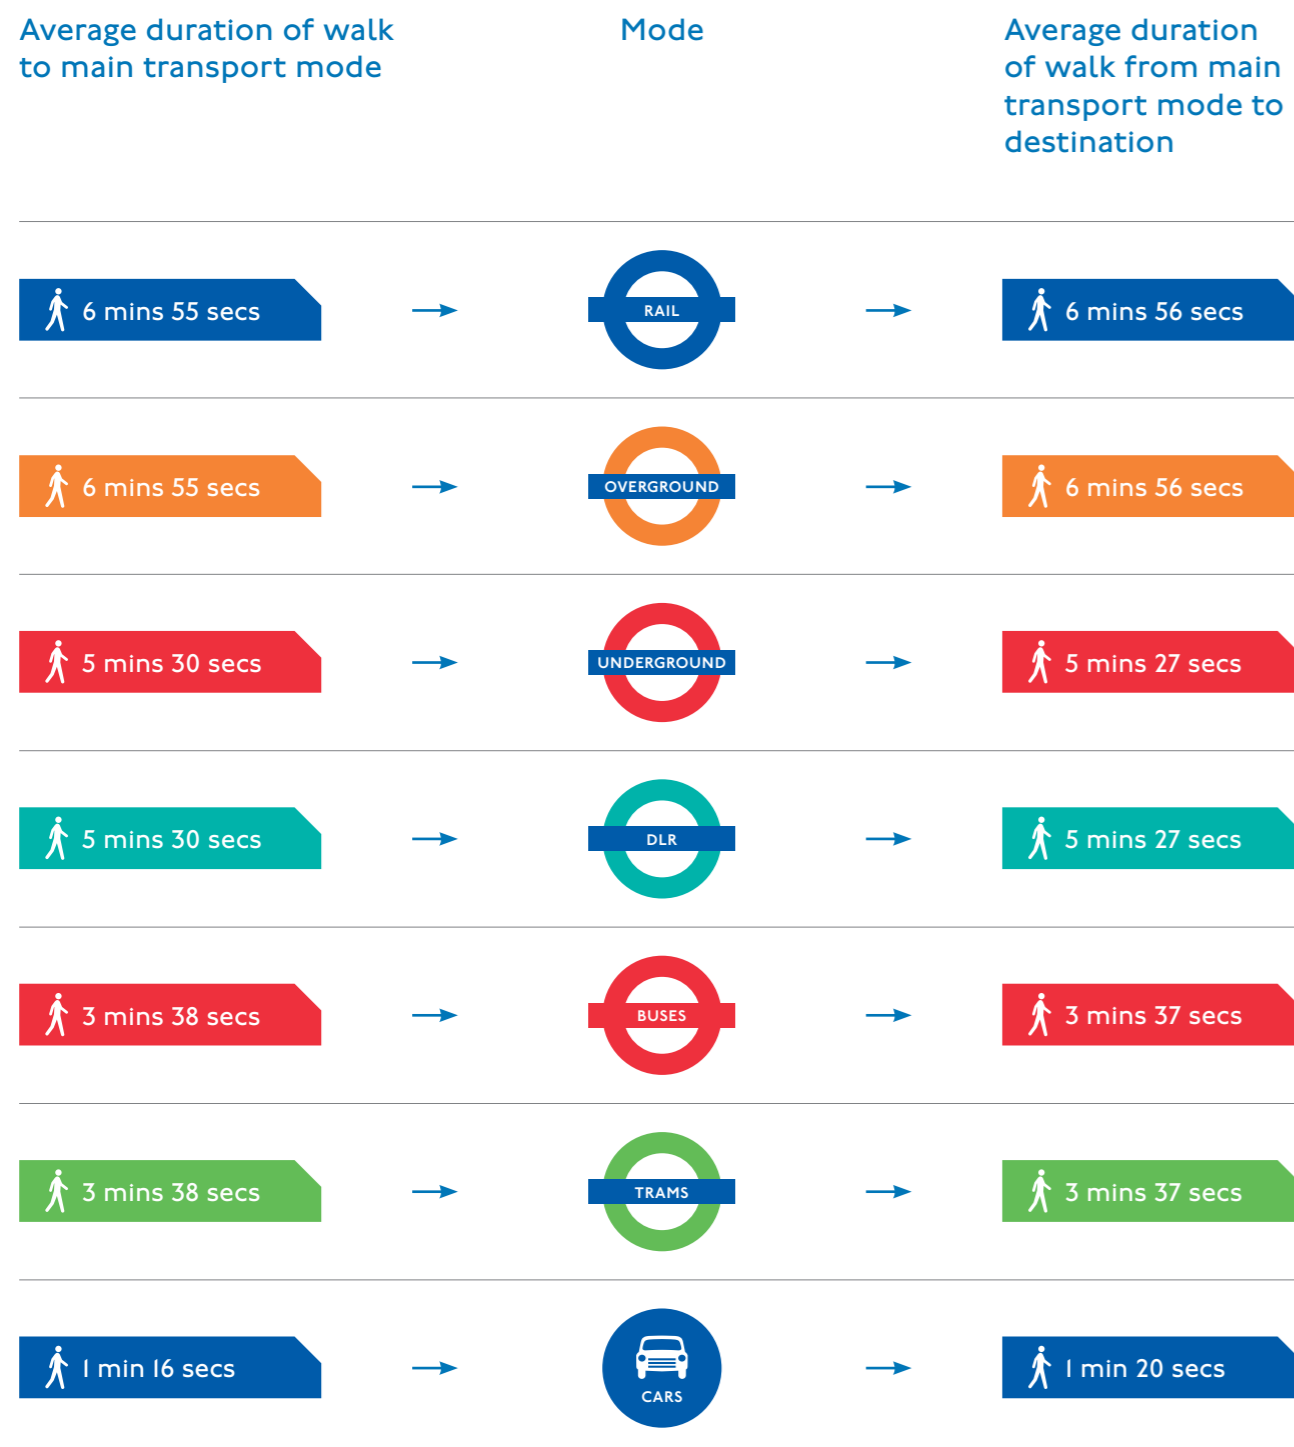 Average duration of walk
to main transport mode
Mode
Average duration
of walk from main
transport mode to
destination
6 mins 55 secs
RAIL
6 mins 56 secs
6 mins 55 secs
OVERGROUND
6 mins 56 secs
5 mins 30 secs
UNDERGROUND
5 mins 27 secs
5 mins 30 secs
DLR
5 mins 27 secs
3 mins 38 secs
BUSES
3 mins 37 secs
3 mins 38 secs
TRAMS
3 mins 37 secs
1 min 16 secs
CARS
1 min 20 secs